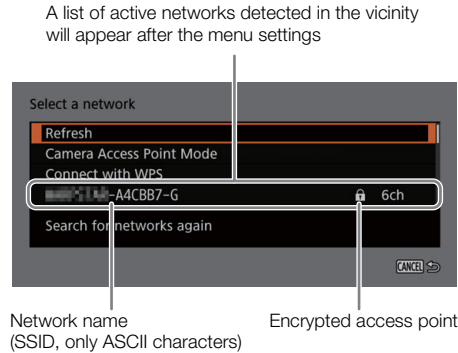 A list of active networks detected in the vicinity
will appear after the menu settings
Select a network
Refresh
Camera Access Point Mode
Connect with WPS
-A4CBB7-G 6ch
Search for networks again
CANCEL
Network name
(SSID, only ASCII characters)
Encrypted access point